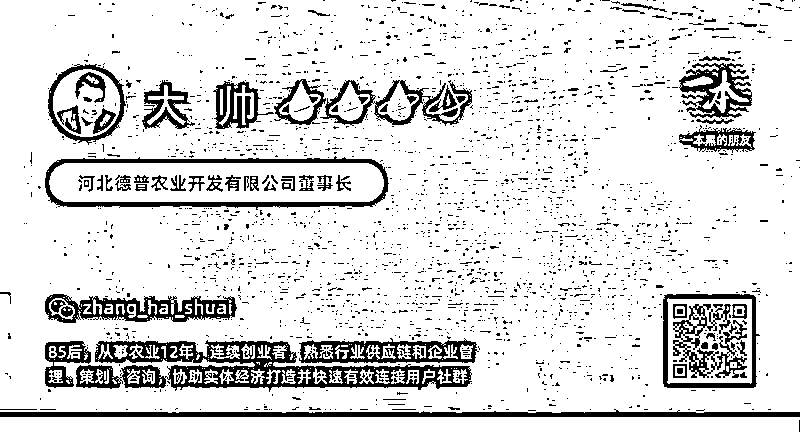 大 帅
一本
一本黑的朋友
河北德普农业开发有限公司董事长
zhang_hai_shuai
85后，从事农业12年，连续创业者，熟悉行业供应链和企业管
理、策划、咨询，协助实体经济打造并快速有效连接用户社群